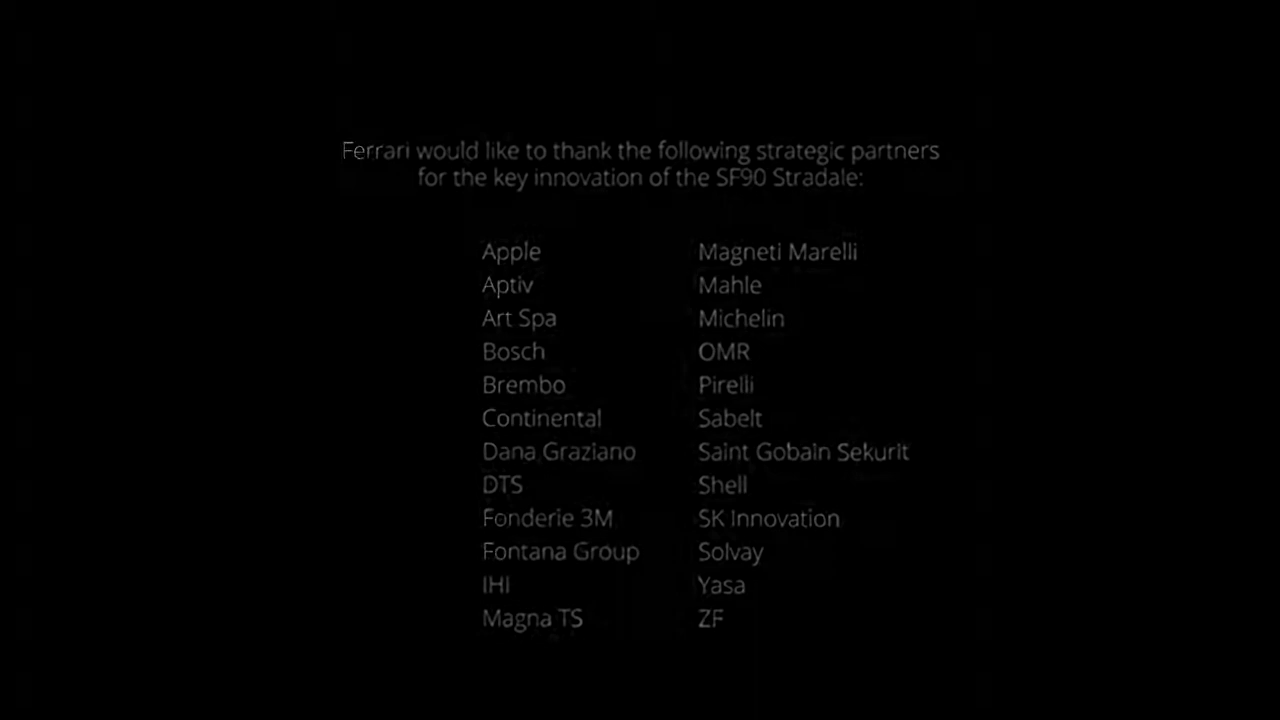 Ferrari would like to thank the following strategic partners
for the key innovation of the SF90 Stradale:
Apple
Aptiv
Art Spa
Bosch
Brembo
Continental
Dana Graziano
DTS
Fonderie 3M
Fontana Group
IHI
Magna TS
Magneti Marelli
Mahle
Michelin
OMR
Pirelli
Sabelt
Saint Gobain Sekurit
Shell
SK Innovation
Solvay
Yasa
ZF